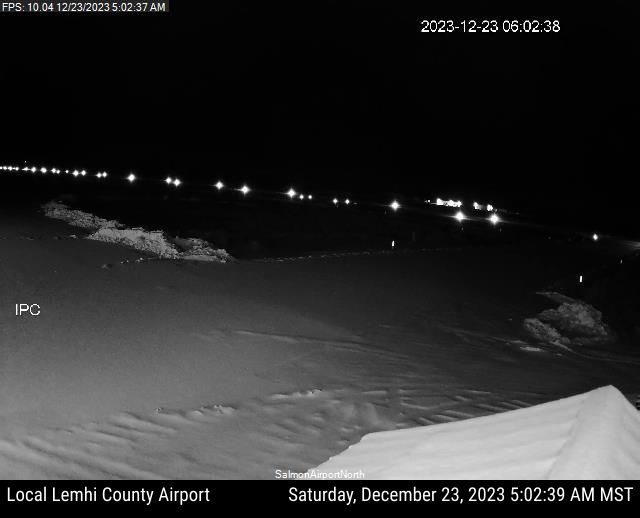 FPS: 10.04 12/23/2023 5:02:37 AM
2023-12-23 06:02:38
IPC
SalmonAirportNorth
Local Lemhi County Airport
Saturday, December 23, 2023 5:02:39 AM MST